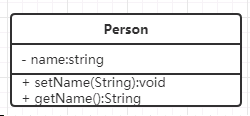 Person
- name:string
+ setName(String):void
+ getName():String